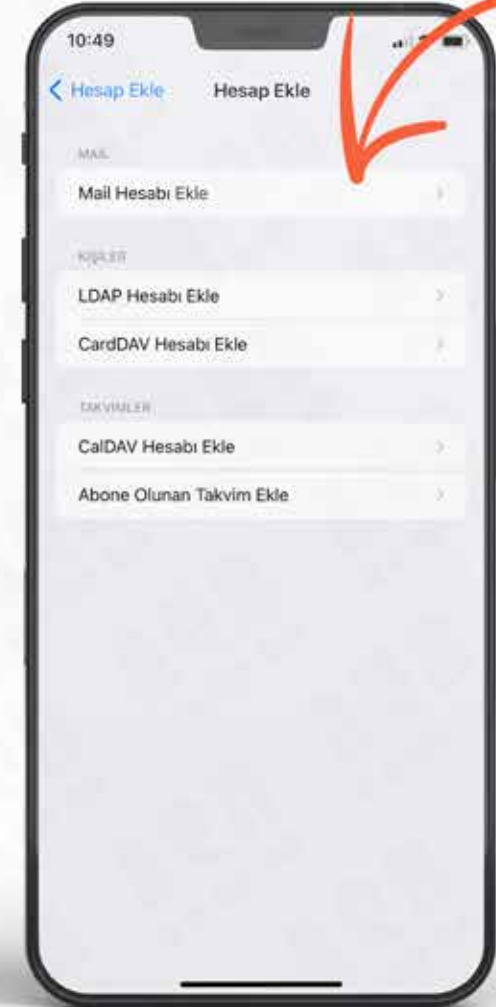 10:49
Hesap Ekle Hesap Ekle
MAIL
Mail Hesabı Ekle
KİŞİLER
LDAP Hesabı Ekle
CardDAV Hesabı Ekle
TAKVİMLER
CalDAV Hesabı Ekle
Abone Olunan Takvim Ekle